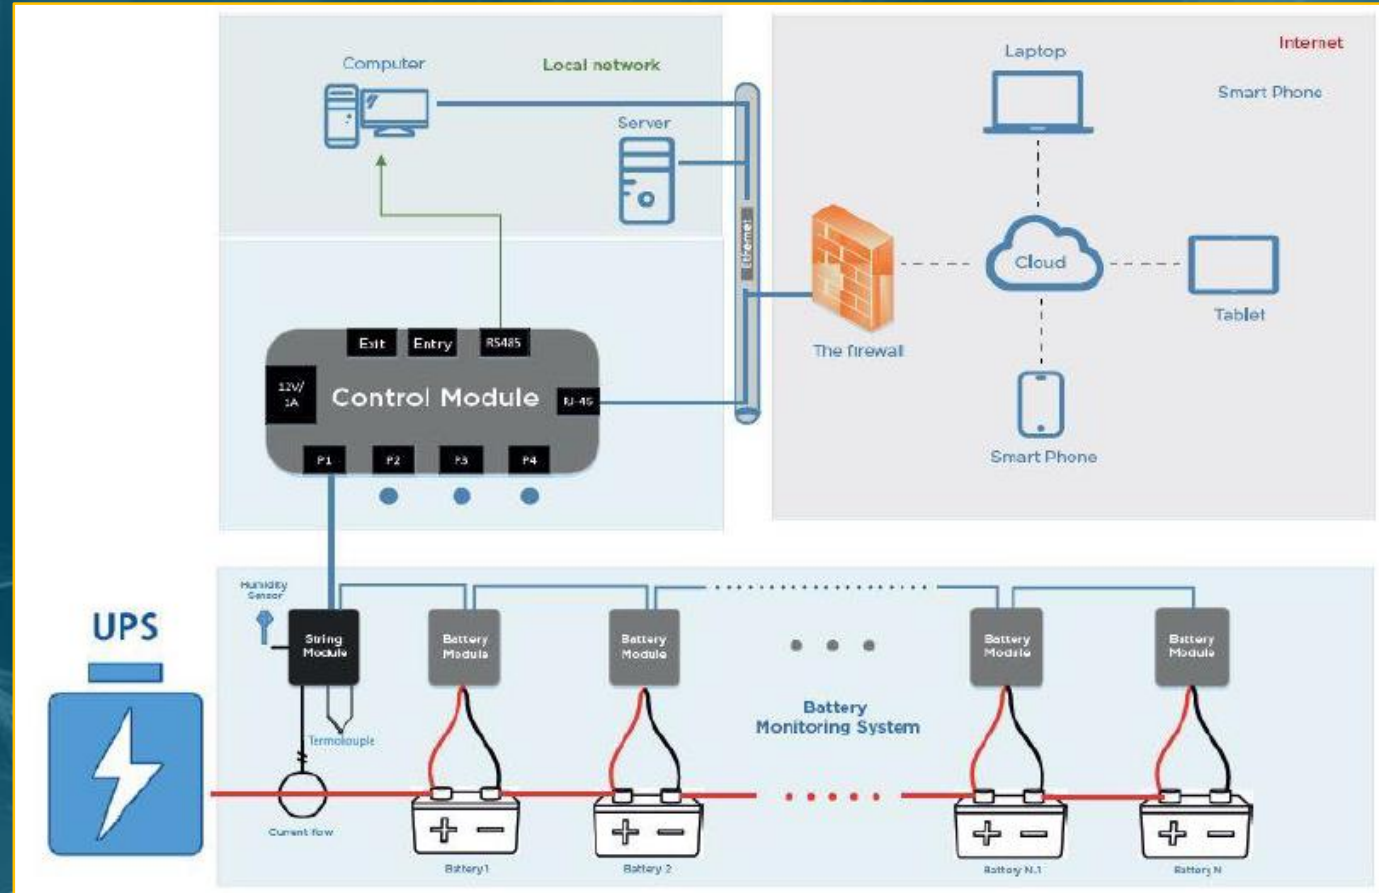 Computer
Local network
Server
Ethernet
Laptop
Internet
Smart Phone
Cloud
Tablet
The firewall
Smart Phone
Exit
Entry
RS485
12V/
1A
Control Module
RJ-45
P1
P2
P3
P4
UPS
Humidity
Sensor
String
Module
Battery
Module
Battery
Module
Battery
Module
Battery
Module
Termokouple
Battery
Monitoring System
Current flow
Battery 1
Battery 2
Battery N.1
Battery N